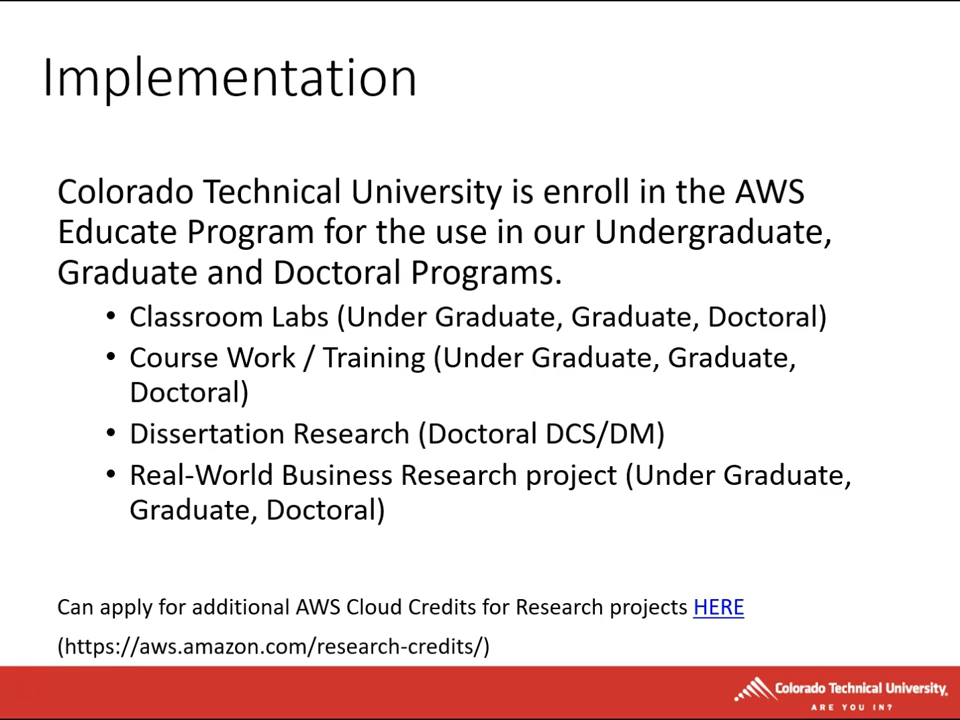 Implementation
Colorado Technical University is enroll in the AWS
Educate Program for the use in our Undergraduate,
Graduate and Doctoral Programs.
• Classroom Labs (Under Graduate, Graduate, Doctoral)
• Course Work / Training (Under Graduate, Graduate,
Doctoral)
• Dissertation Research (Doctoral DCS/DM)
• Real-World Business Research project (Under Graduate,
Graduate, Doctoral)
Can apply for additional AWS Cloud Credits for Research projects HERE
(https://aws.amazon.com/research-credits/)
Colorado Technical University.
ARE YOU IN?